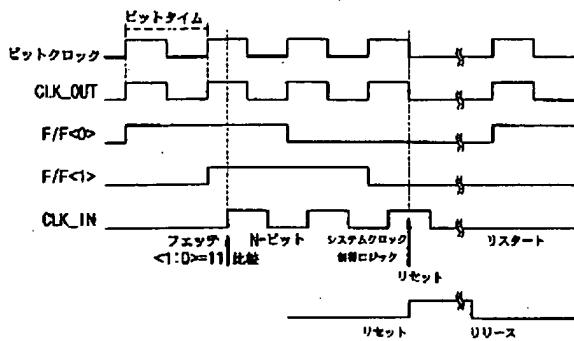 ビットタイム
ビットクロック
CLK_OUT
F/F<0>
F/F<1>
CLK_IN
フェッチ
<1:0>=11
比較
N-ビット
システムクロック
制御ロジック
リセット
リスタート
リセット
リリース